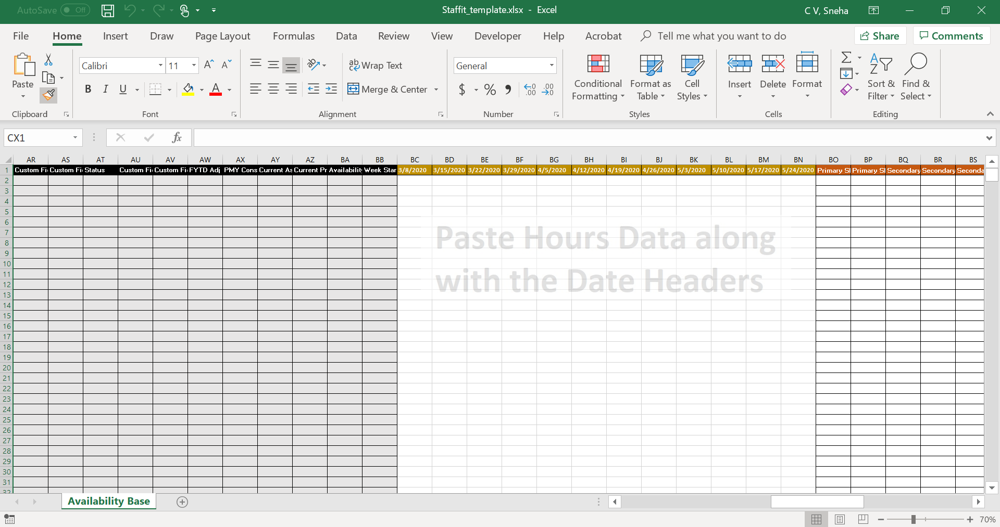 AutoSave Off Staffit_template.xlsx - Excel C V, Sneha
File Home Insert Draw Page Layout Formulas Data Review View Developer Help Acrobat Tell me what you want to do Share Comments
Calibri 11 Wrap Text General
Paste B I U Merge & Center $ % Conditional Formatting Format as Table Cell Styles Insert Delete Format Sort & Filter Find & Select
Clipboard Font Alignment Number Styles Cells Editing
CX1 fx
AR AS AT AU AV AW AX AY AZ BA BB BC BD BE BF BG BH BI BJ BK BL BM BN BO BP BQ BR BS
1 Custom Fi Custom Fi Status Custom Fi Custom Fi FYTD Adj PMY Cons Current As Current Pr Availability Week Star 3/8/2020 3/15/2020 3/22/2020 3/29/2020 4/5/2020 4/12/2020 4/19/2020 4/26/2020 5/3/2020 5/10/2020 5/17/2020 5/24/2020 Primary Sk Primary Sk Secondary Secondary Seconda
2
3
4
5
6
7
8
9
10
11
12
13
14
15
16
17
18
19
20
21
22
23
24
25
26
27
28
29
30
31
32
Paste Hours Data along
with the Date Headers
Availability Base
70%